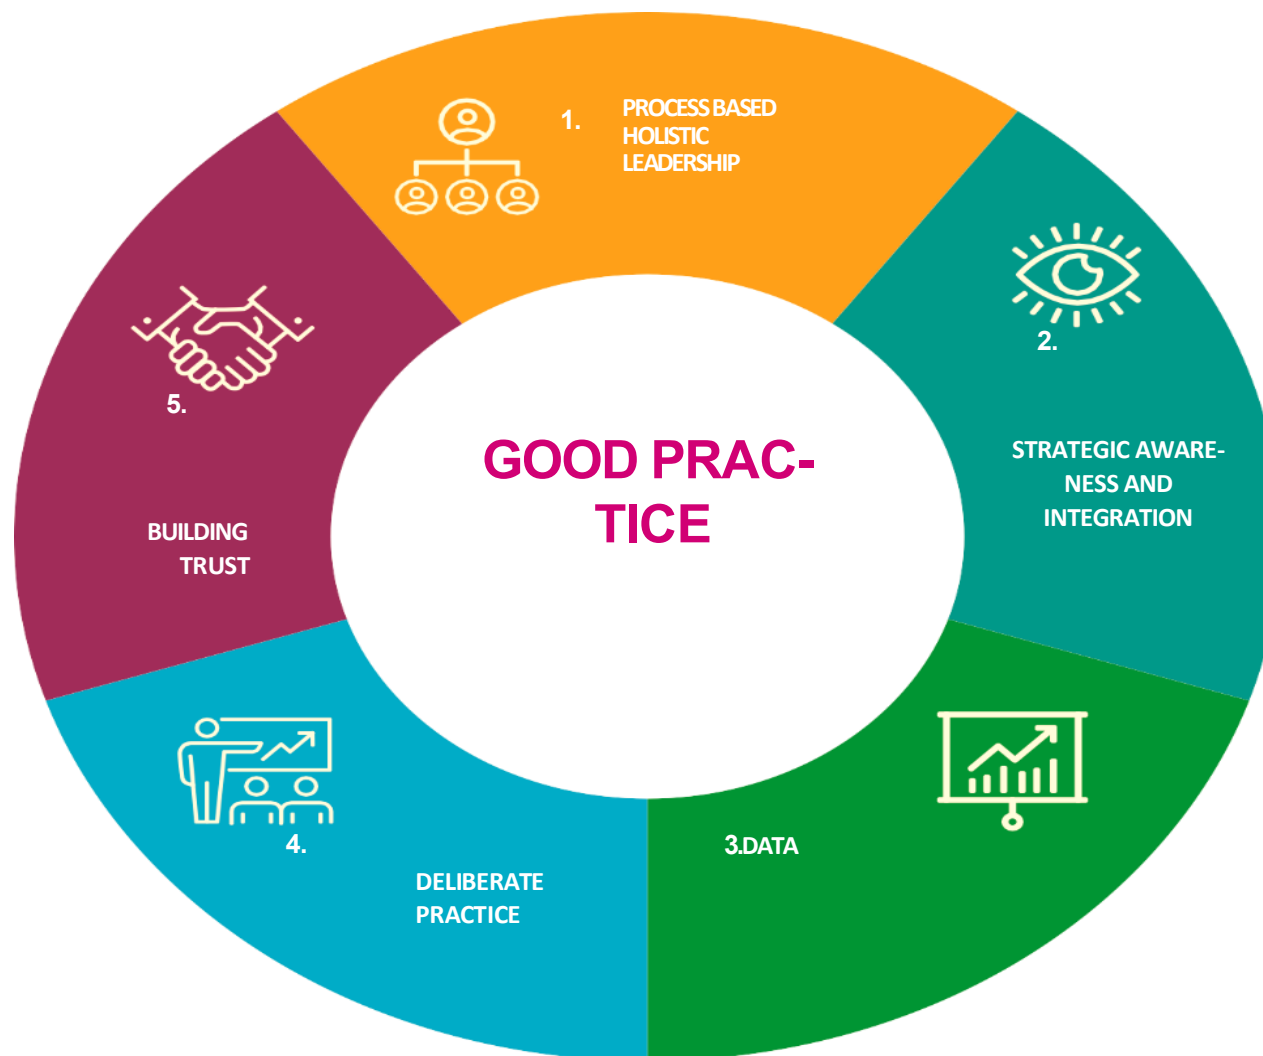 1. PROCESS BASED
HOLISTIC
LEADERSHIP
2.
STRATEGIC AWARE-
NESS AND
INTEGRATION
3.DATA
4.
DELIBERATE
PRACTICE
5.
BUILDING
TRUST
GOOD PRAC-
TICE